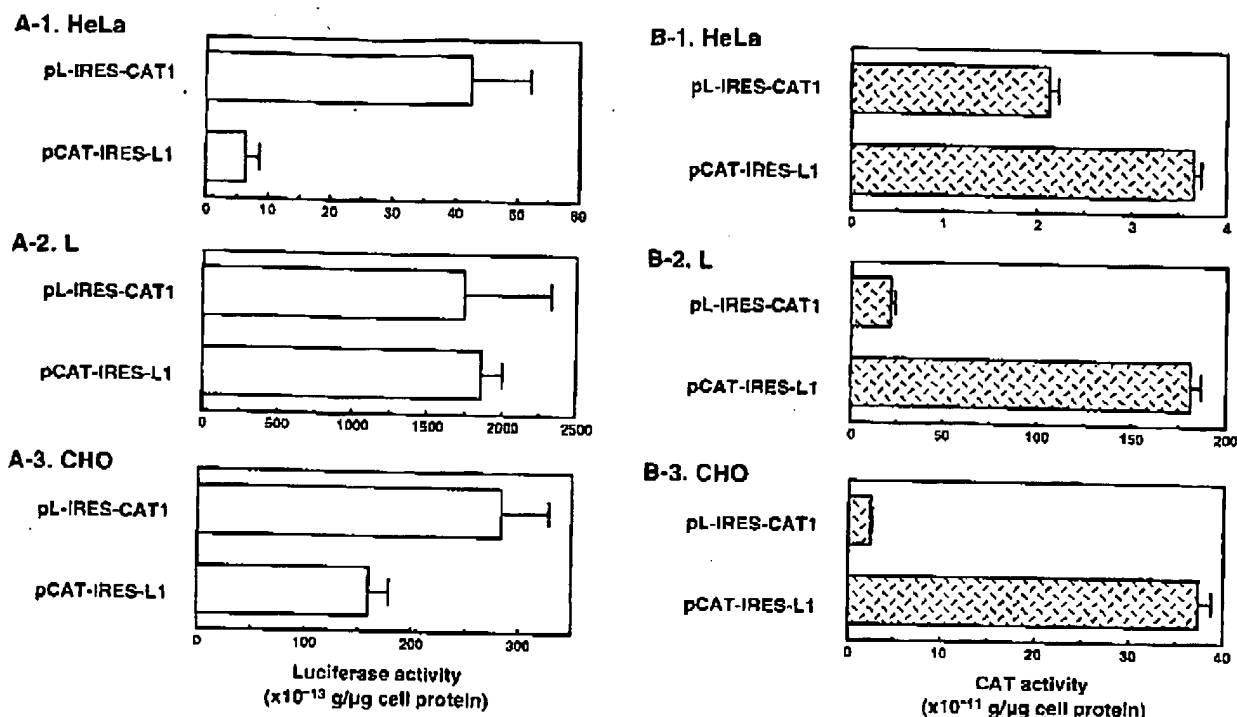 A-1. HeLa
pL-IRES-CAT1
pCAT-IRES-L1
0 10 20 30 40 50 60
A-2. L
pL-IRES-CAT1
pCAT-IRES-L1
0 500 1000 1500 2000 2500
A-3. CHO
pL-IRES-CAT1
pCAT-IRES-L1
0 100 200 300
Luciferase activity
(x10⁻¹³ g/µg cell protein)
B-1. HeLa
pL-IRES-CAT1
pCAT-IRES-L1
0 1 2 3 4
B-2. L
pL-IRES-CAT1
pCAT-IRES-L1
0 50 100 150 200
B-3. CHO
pL-IRES-CAT1
pCAT-IRES-L1
0 10 20 30 40
CAT activity
(x10⁻¹¹ g/µg cell protein)